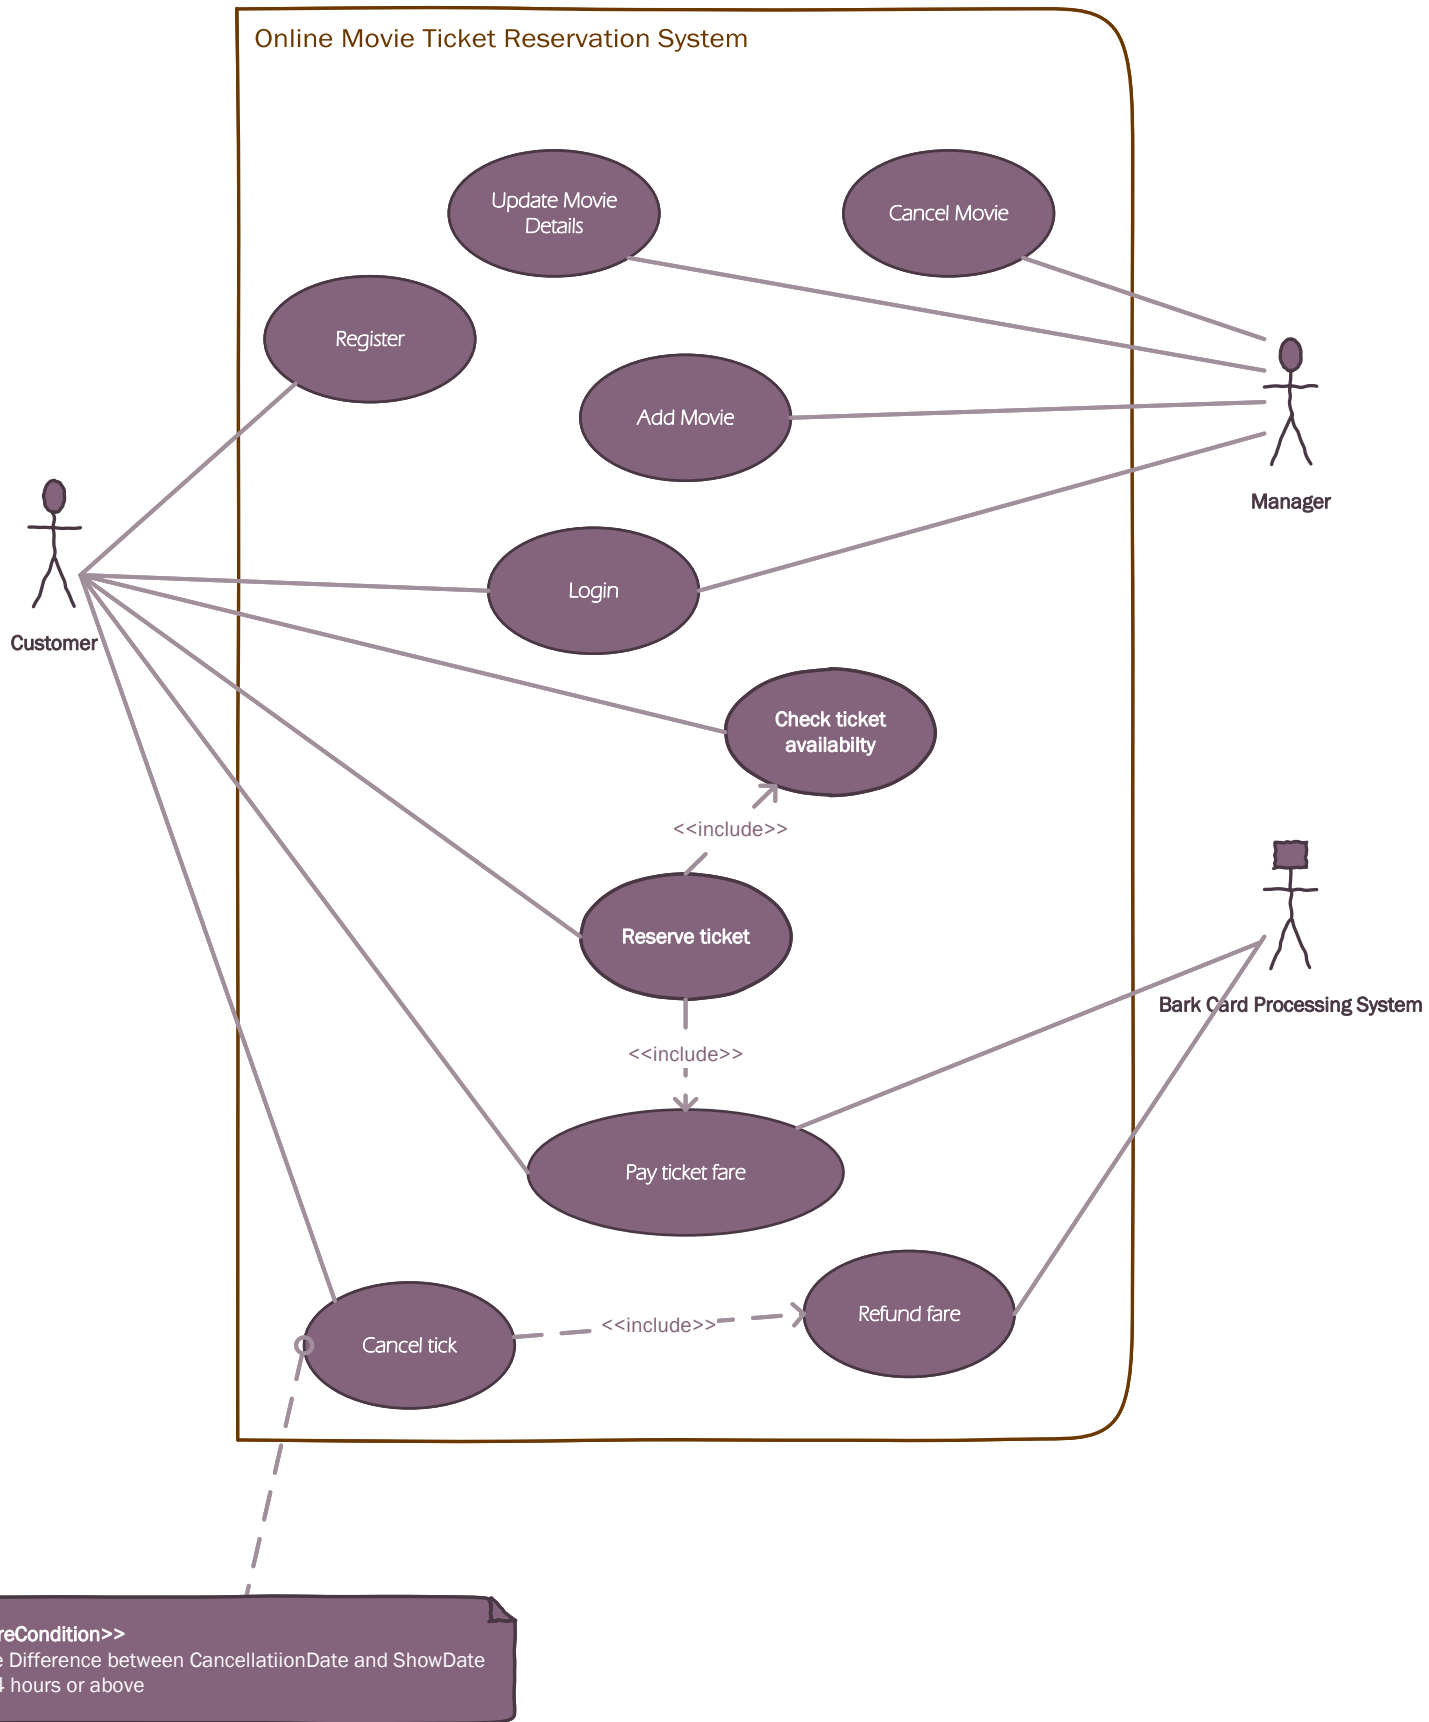 Online Movie Ticket Reservation System
Update Movie
Details
Cancel Movie
Register
Add Movie
Manager
Login
Customer
Check ticket
availabilty
<<include>>
Reserve ticket
Bark Card Processing System
<<include>>
Pay ticket fare
Refund fare
<<include>>
Cancel tick
reCondition>>
e Difference between CancellatiionDate and ShowDate
4 hours or above